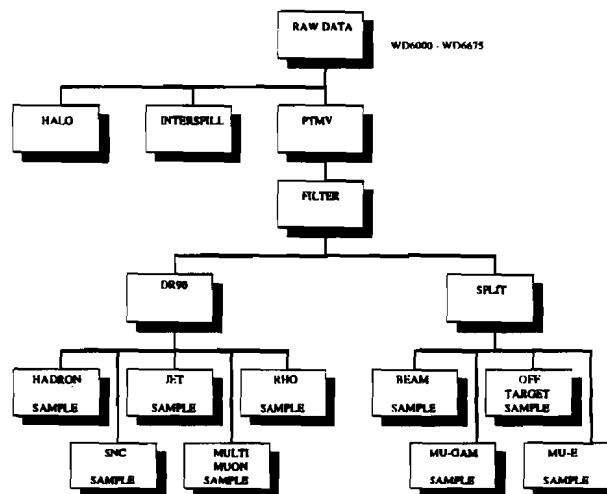 RAW DATA
WD6000 - WD6675
HALO
INTERSPILL
PTMV
FILTER
DR90
SPLIT
HADRON
SAMPLE
JET
SAMPLE
RHO
SAMPLE
BEAM
SAMPLE
OFF
TARGET
SAMPLE
SNC
SAMPLE
MULTI
MUON
SAMPLE
MU-GAM
SAMPLE
MU-E
SAMPLE